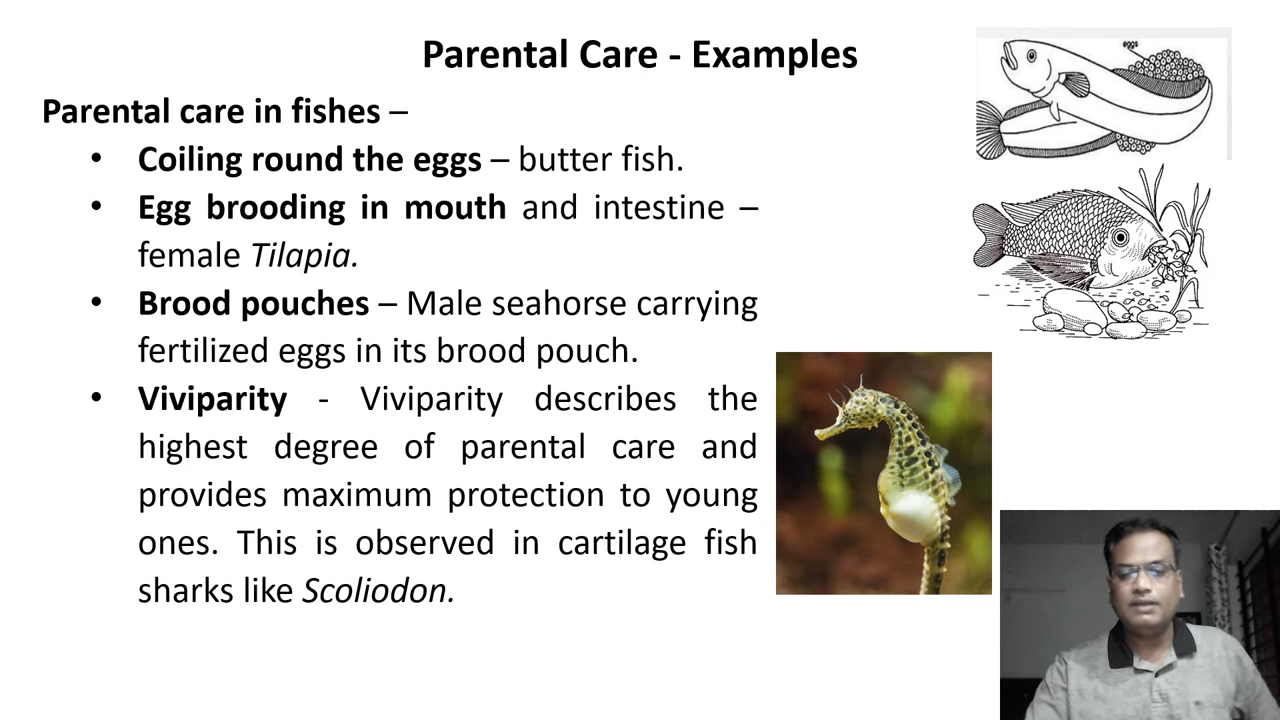 Parental Care - Examples
Parental care in fishes –
• Coiling round the eggs – butter fish.
• Egg brooding in mouth and intestine –
female Tilapia.
• Brood pouches – Male seahorse carrying
fertilized eggs in its brood pouch.
• Viviparity - Viviparity describes the
highest degree of parental care and
provides maximum protection to young
ones. This is observed in cartilage fish
sharks like Scoliodon.
eggs